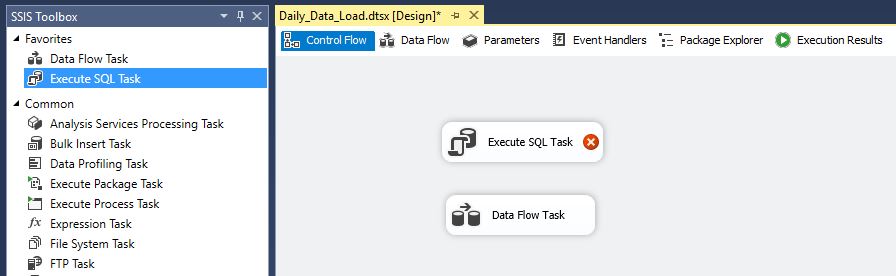 SSIS Toolbox
Favorites
Data Flow Task
Execute SQL Task
Common
Analysis Services Processing Task
Bulk Insert Task
Data Profiling Task
Execute Package Task
Execute Process Task
fx Expression Task
File System Task
FTP Task
Daily_Data_Load.dtsx [Design]*
Control Flow Data Flow Parameters Event Handlers Package Explorer Execution Results
Execute SQL Task
Data Flow Task